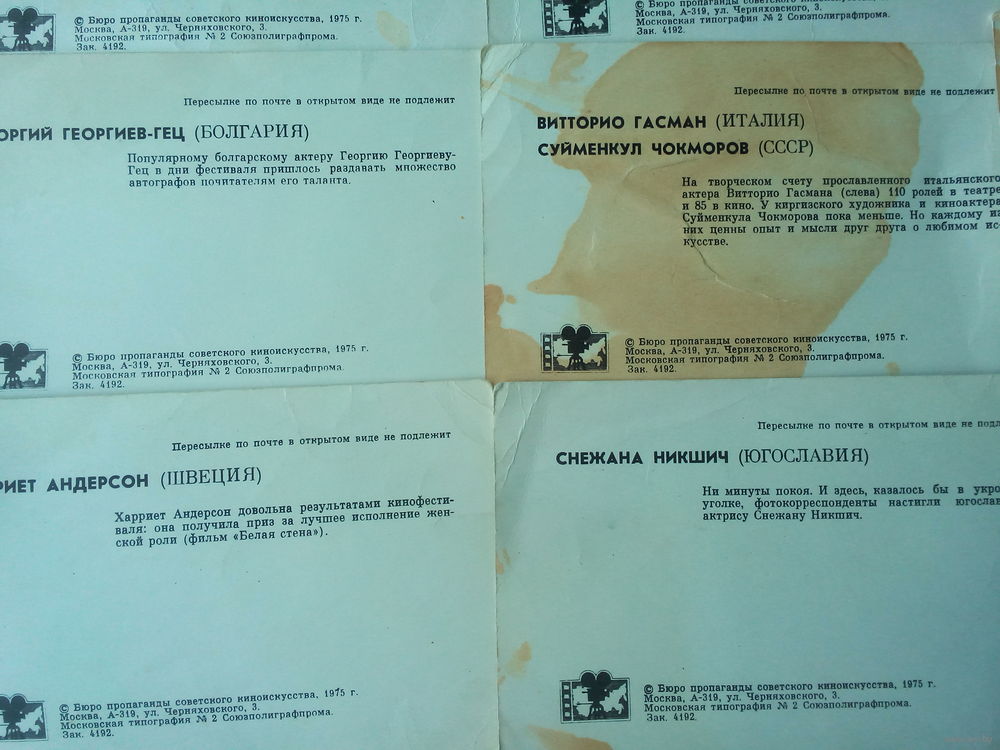 © Бюро пропаганды советского киноискусства, 1975 г.
Москва, А-319, ул. Черняховского, 3.
Московская типография № 2 Союзполиграфпрома.
Зак. 4192.
© Бюро пропаганды советского киноискусства,
Москва, А-319, ул. Черняховского, 3.
Московская типография № 2 Союзполиграфпрома.
Зак. 4192.
Пересылке по почте в открытом виде не подлежит
ОРГИЙ ГЕОРГИЕВ-ГЕЦ (БОЛГАРИЯ)
Популярному болгарскому актеру Георгию Георгиеву-
Гец в дни фестиваля пришлось раздавать множество
автографов почитателям его таланта.
© Бюро пропаганды советского киноискусства, 1975 г.
Москва, А-319, ул. Черняховского, 3.
Московская типография № 2 Союзполиграфпрома.
Зак. 4192.
Пересылке по почте в открытом виде не подлежит
ВИТТОРИО ГАСМАН (ИТАЛИЯ)
СУЙМЕНКУЛ ЧОКМОРОВ (СССР)
На творческом счету прославленного итальянского
актера Витторио Гасмана (слева) 110 ролей в театре
и 85 в кино. У киргизского художника и киноактера
Суйменкула Чокморова пока меньше. Но каждому из
них ценны опыт и мысли друг друга о любимом ис-
кусстве.
© Бюро пропаганды советского киноискусства, 1975 г.
Москва, А-319, ул. Черняховского, 3.
Московская типография № 2 Союзполиграфпрома.
Зак. 4192.
Пересылке по почте в открытом виде не подлежит
РИЕТ АНДЕРСОН (ШВЕЦИЯ)
Харриет Андерсон довольна результатами кинофести-
валя: она получила приз за лучшее исполнение жен-
ской роли (фильм «Белая стена»).
© Бюро пропаганды советского киноискусства, 1975 г.
Москва, А-319, ул. Черняховского, 3.
Московская типография № 2 Союзполиграфпрома.
Зак. 4192.
Пересылке по почте в открытом виде не подл
СНЕЖАНА НИКШИЧ (ЮГОСЛАВИЯ)
Ни минуты покоя. И здесь, казалось бы в укро
уголке, фотокорреспонденты настигли югослав
актрису Снежану Никшич.
© Бюро пропаганды советского киноискусства, 1975 г.
Москва, А-319, ул. Черняховского, 3.
Московская типография № 2 Союзполиграфпрома.
Зак. 4192.